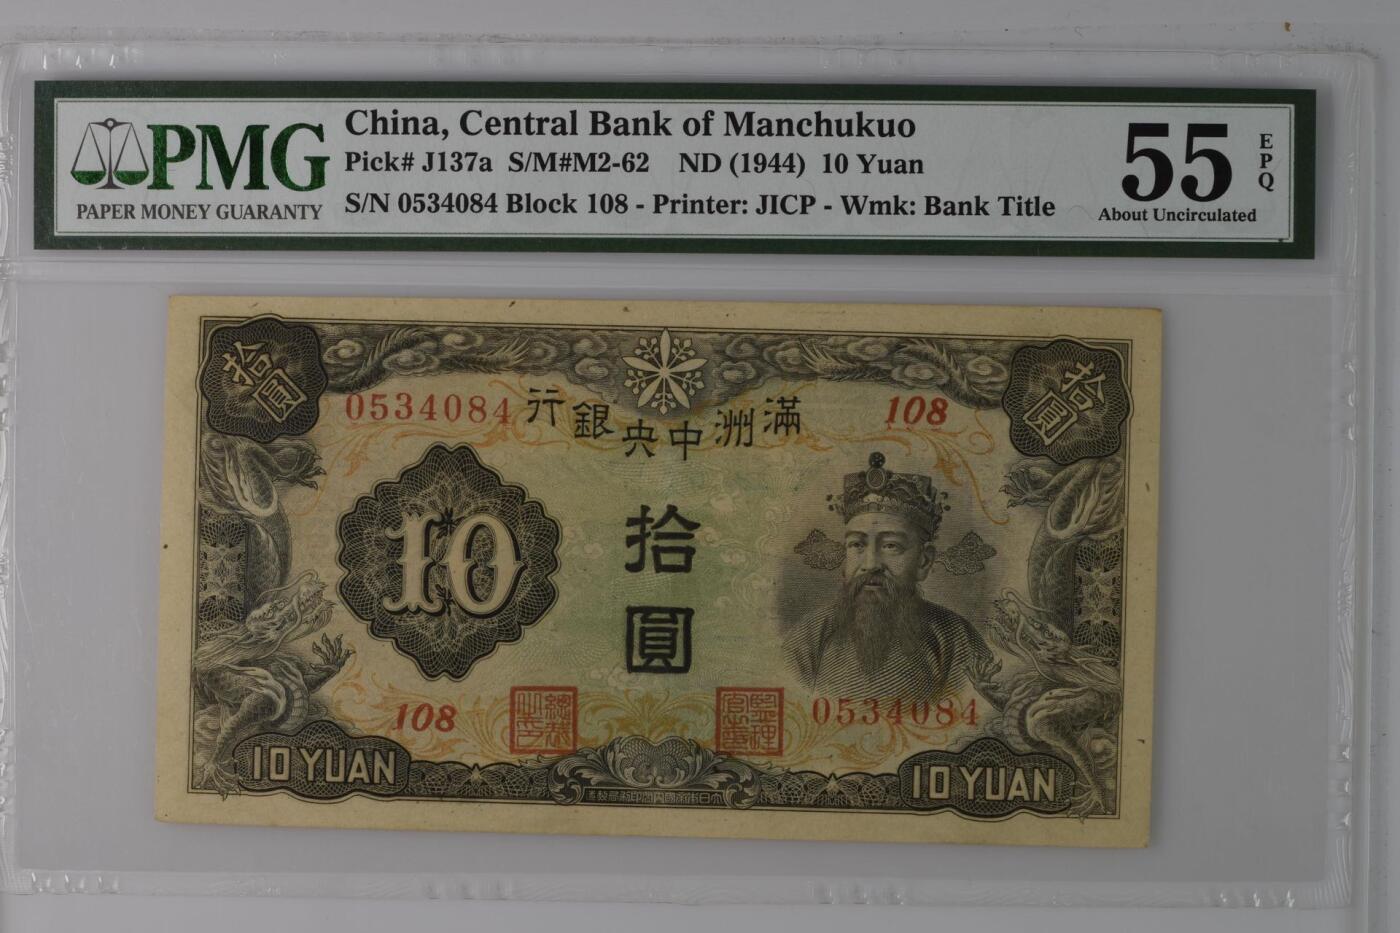 PMG
PAPER MONEY GUARANTY
China, Central Bank of Manchukuo
Pick# J137a S/M#M2-62 ND (1944) 10 Yuan
S/N 0534084 Block 108 - Printer: JICP - Wmk: Bank Title
55
EPQ
About Uncirculated
拾圓
拾圓
0534084
行銀央中洲滿
108
10
拾
圓
108
0534084
10 YUAN
10 YUAN